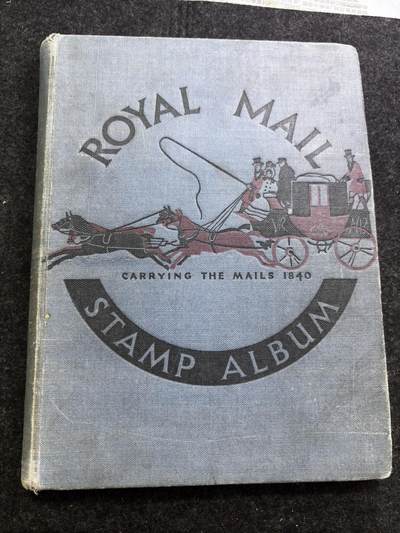 ROYAL MAIL
CARRYING THE MAILS 1840
STAMP ALBUM